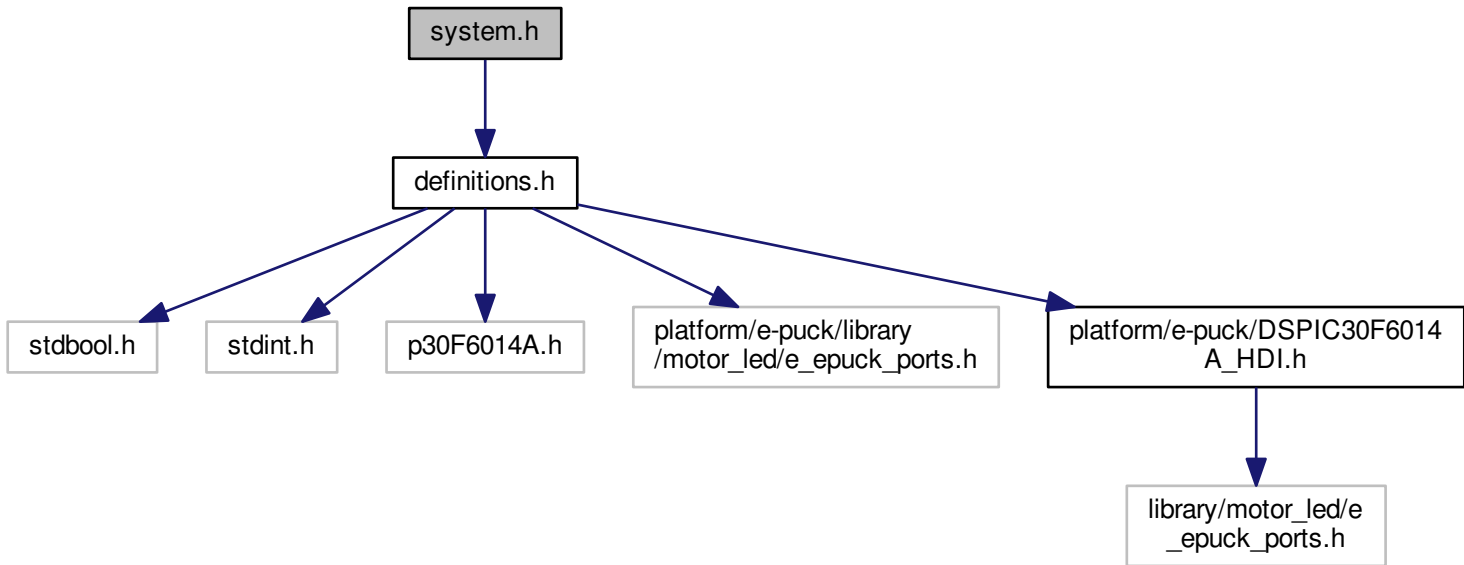 system.h
definitions.h
stdbool.h
stdint.h
p30F6014A.h
platform/e-puck/library
/motor_led/e_epuck_ports.h
platform/e-puck/DSPIC30F6014
A_HDI.h
library/motor_led/e
_epuck_ports.h